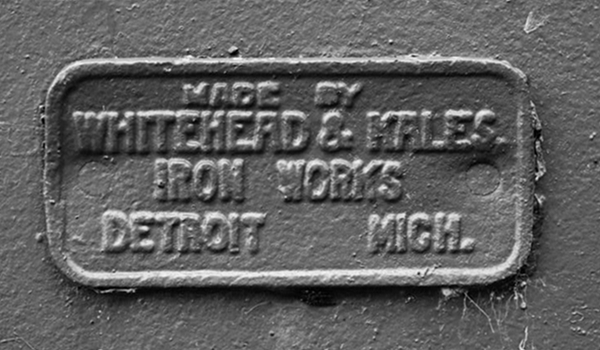 MADE BY
WHITEHEAD & KALES.
IRON WORKS
DETROIT MICH.